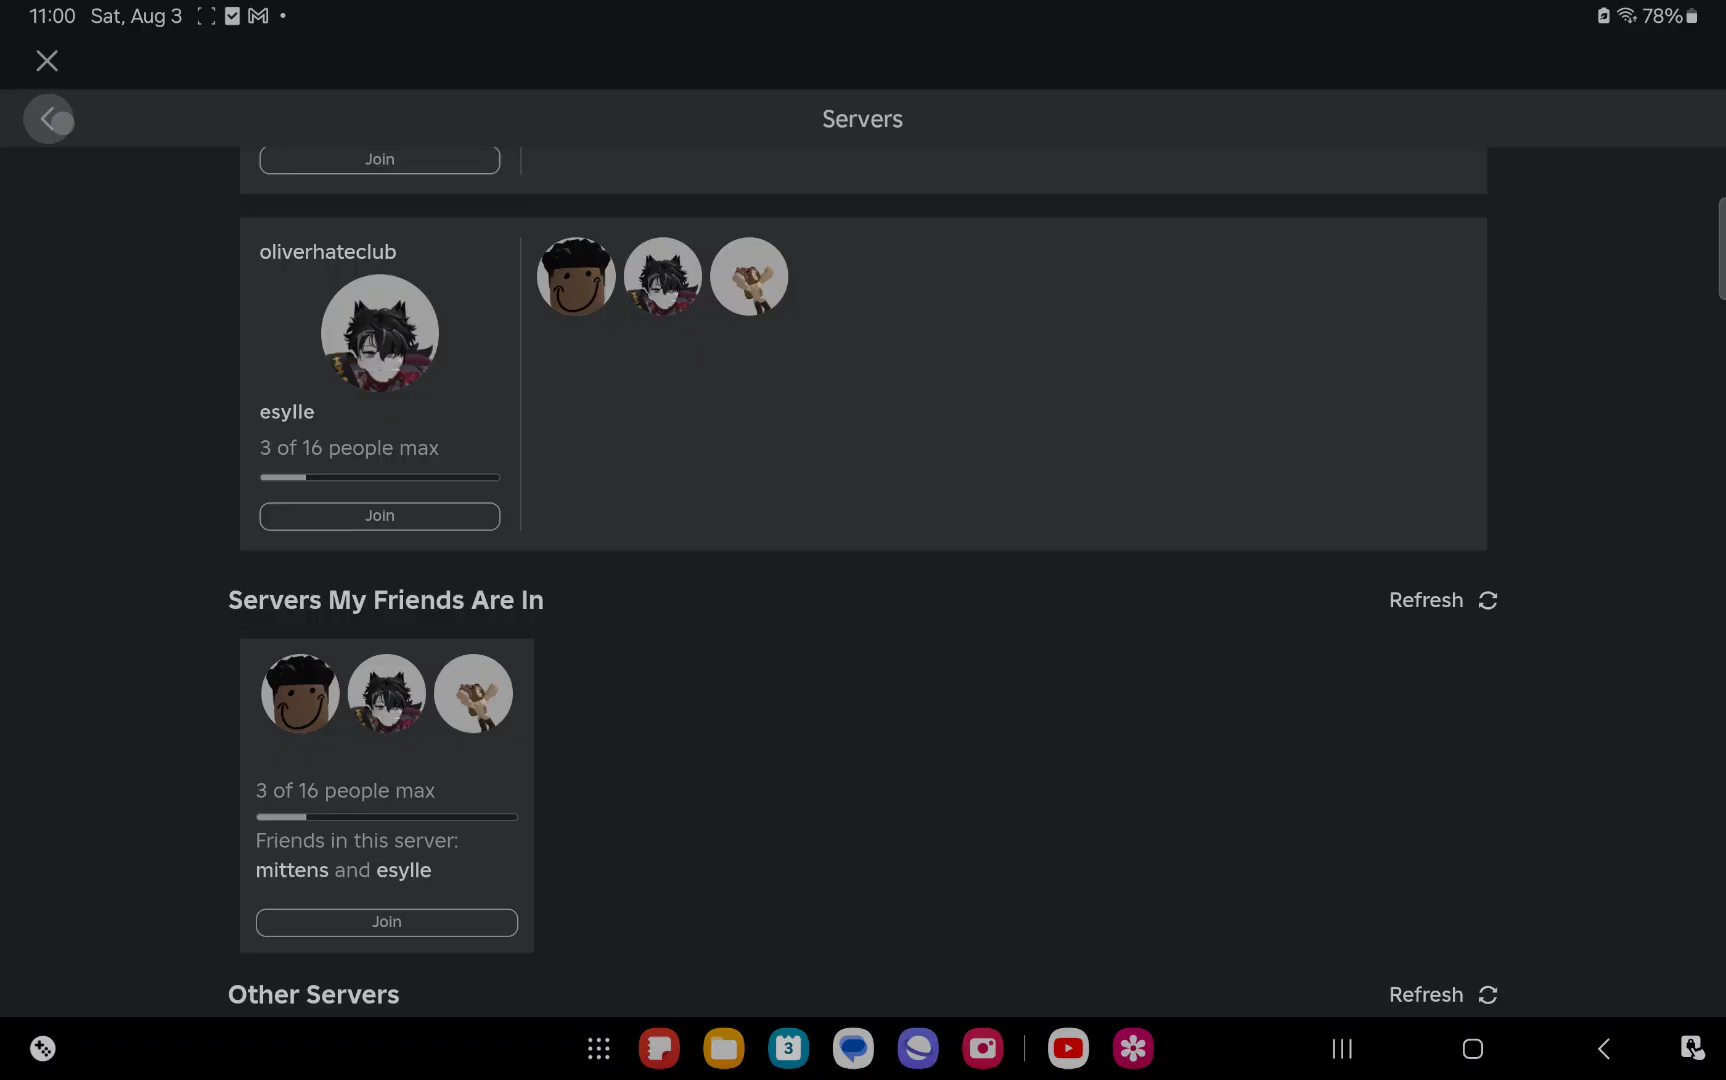 11:00 Sat, Aug 3
78%
Servers
Join
oliverhateclub
esylle
3 of 16 people max
Join
Servers My Friends Are In
Refresh
3 of 16 people max
Friends in this server:
mittens and esylle
Join
Other Servers
Refresh
3